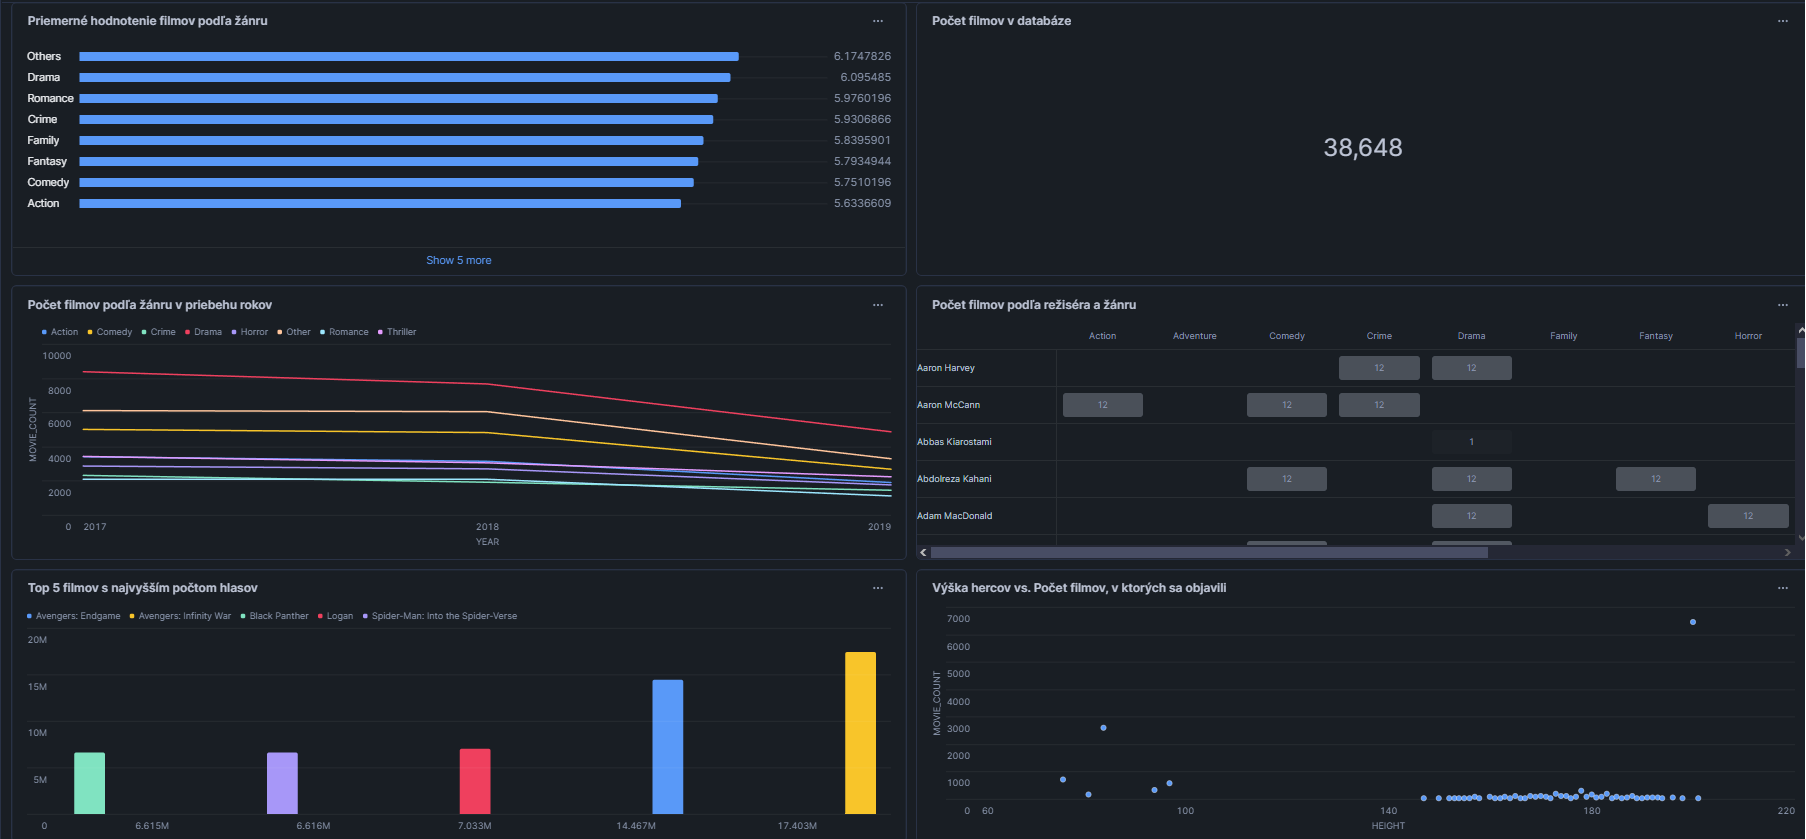 Priemerné hodnotenie filmov podľa žánru
...
Others 6.1747826
Drama 6.095485
Romance 5.9760196
Crime 5.9306866
Family 5.8395901
Fantasy 5.7934944
Comedy 5.7510196
Action 5.6336609
Show 5 more
Počet filmov v databáze
...
38,648
Počet filmov podľa žánru v priebehu rokov
...
Action Comedy Crime Drama Horror Other Romance Thriller
10000
8000
6000
4000
2000
0
MOVIE_COUNT
2017 2018 2019
YEAR
Počet filmov podľa režiséra a žánru
...
Action Adventure Comedy Crime Drama Family Fantasy Horror
Aaron Harvey 12 12
Aaron McCann 12 12 12
Abbas Kiarostami 1
Abdolreza Kahani 12 12 12
Adam MacDonald 12 12
Top 5 filmov s najvyšším počtom hlasov
...
Avengers: Endgame Avengers: Infinity War Black Panther Logan Spider-Man: Into the Spider-Verse
20M
15M
10M
5M
0
6.615M 6.616M 7.033M 14.467M 17.403M
Výška hercov vs. Počet filmov, v ktorých sa objavili
...
7000
6000
5000
4000
3000
2000
1000
0
MOVIE_COUNT
60 100 140 180 220
HEIGHT